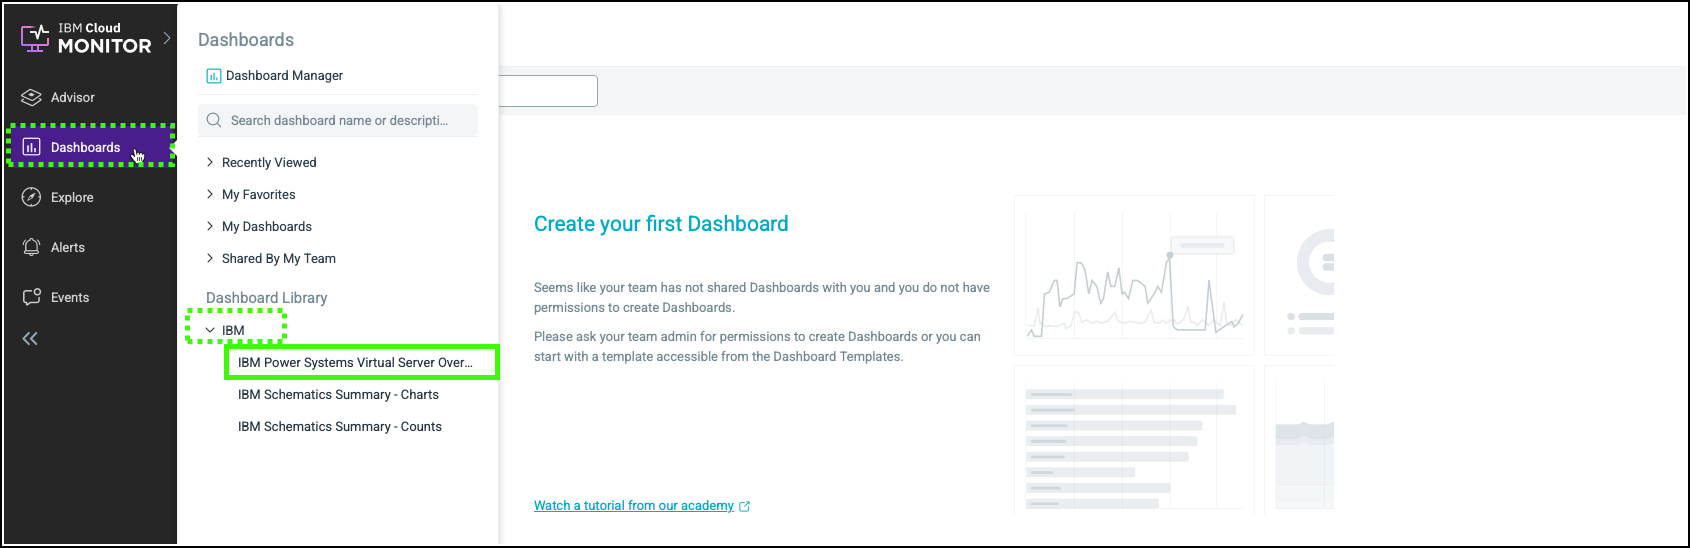 IBM Cloud
MONITOR
Advisor
Dashboards
Explore
Alerts
Events
Dashboards
Dashboard Manager
Search dashboard name or descripti...
Recently Viewed
My Favorites
My Dashboards
Shared By My Team
Dashboard Library
IBM
IBM Power Systems Virtual Server Over...
IBM Schematics Summary - Charts
IBM Schematics Summary - Counts
Create your first Dashboard
Seems like your team has not shared Dashboards with you and you do not have
permissions to create Dashboards.
Please ask your team admin for permissions to create Dashboards or you can
start with a template accessible from the Dashboard Templates.
Watch a tutorial from our academy